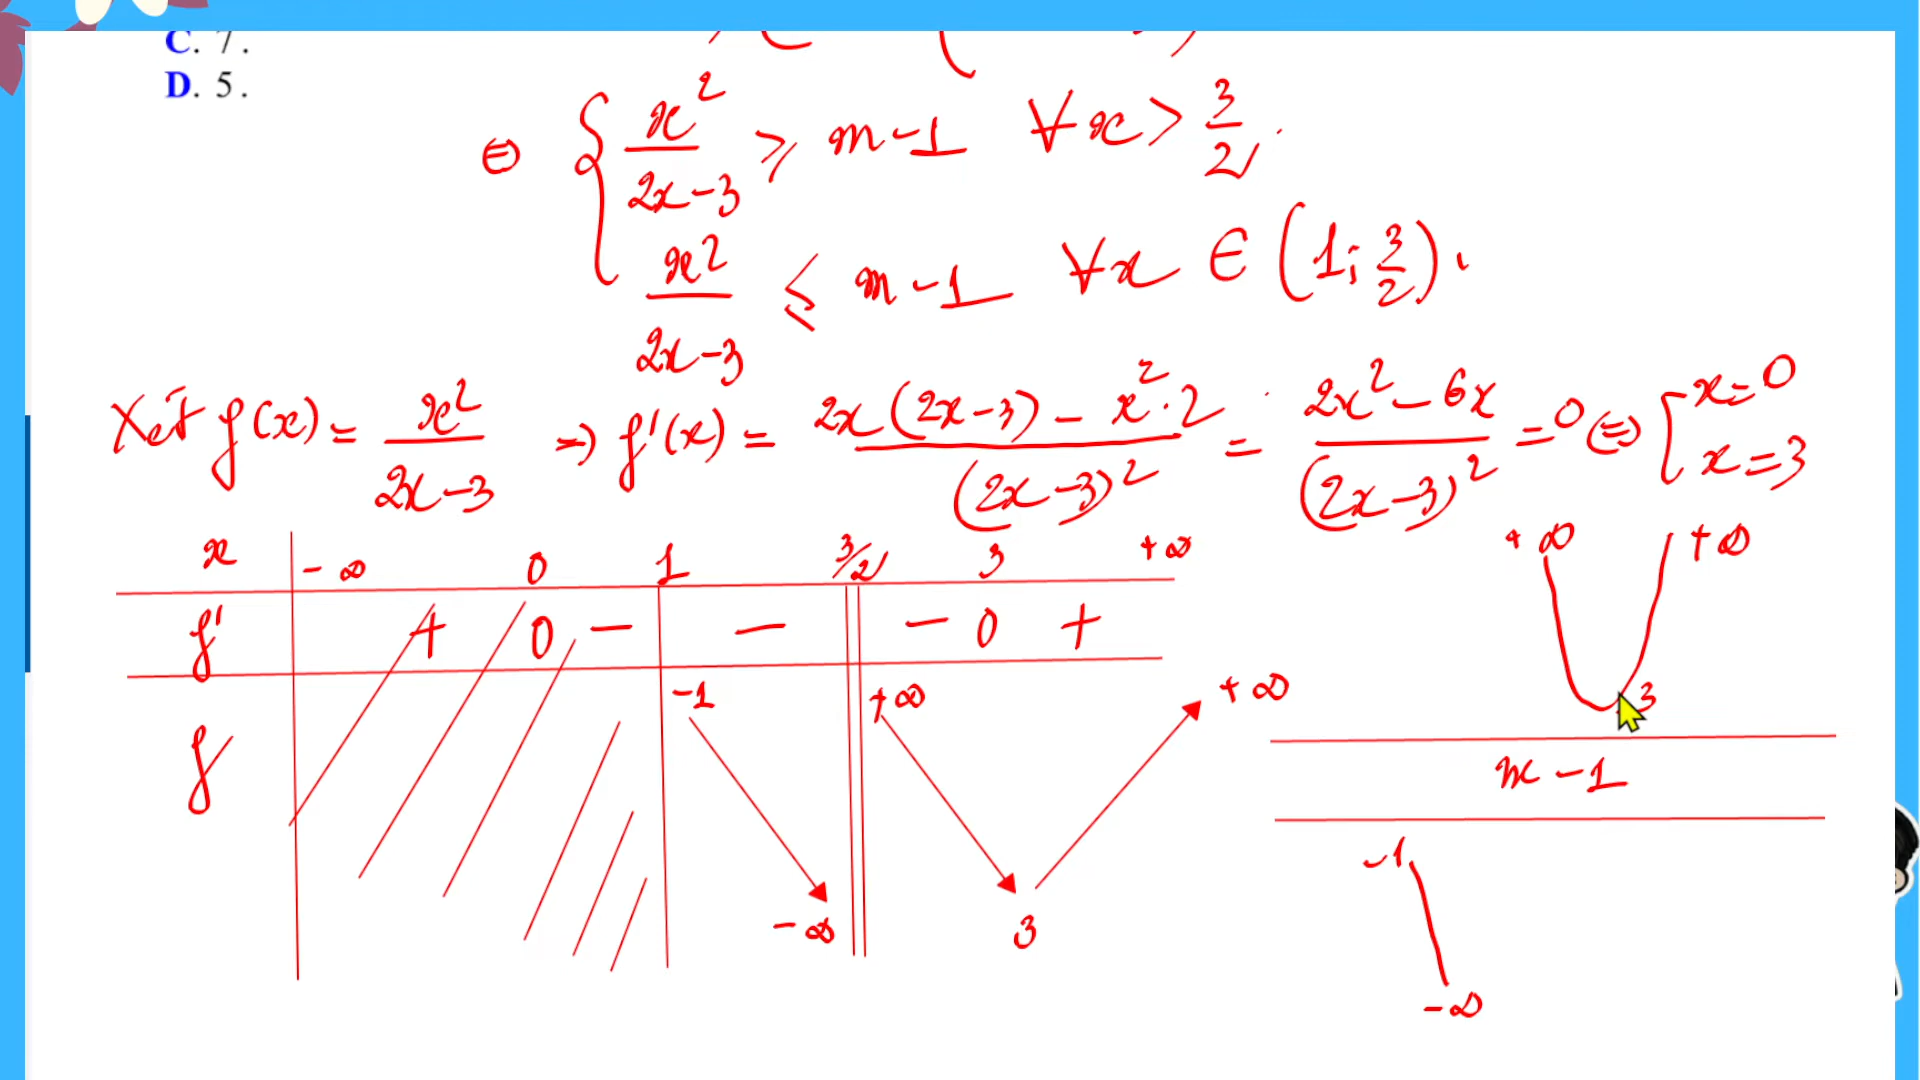 C. 7.
D. 5.
⇔ { x²/(2x-3) ≥ m-1 ∀x > 3/2.
x²/(2x-3) ≤ m-1 ∀x ∈ (1; 3/2).
Xét f(x) = x²/(2x-3) ⇒ f'(x) = (2x(2x-3) - x².2)/(2x-3)² = (2x²-6x)/(2x-3)² = 0 ⇔ [ x=0
x=3
x -∞ 0 1 3/2 3 +∞
f' + 0 - - - 0 +
f -1 +∞ +∞
-∞ 3
+∞ +∞
3
m-1
-1
-∞